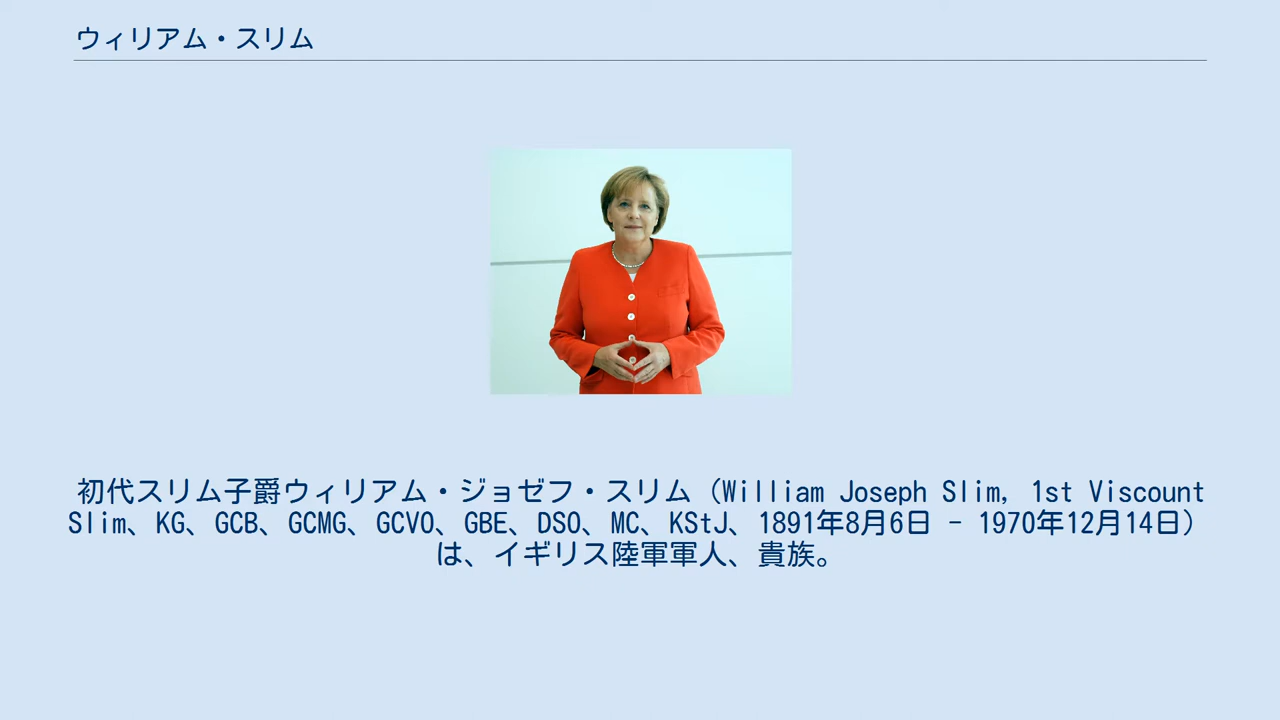 ウィリアム・スリム
初代スリム子爵ウィリアム・ジョゼフ・スリム（William Joseph Slim, 1st Viscount
Slim、KG、GCB、GCMG、GCVO、GBE、DSO、MC、KStJ、1891年8月6日 - 1970年12月14日）
は、イギリス陸軍軍人、貴族。